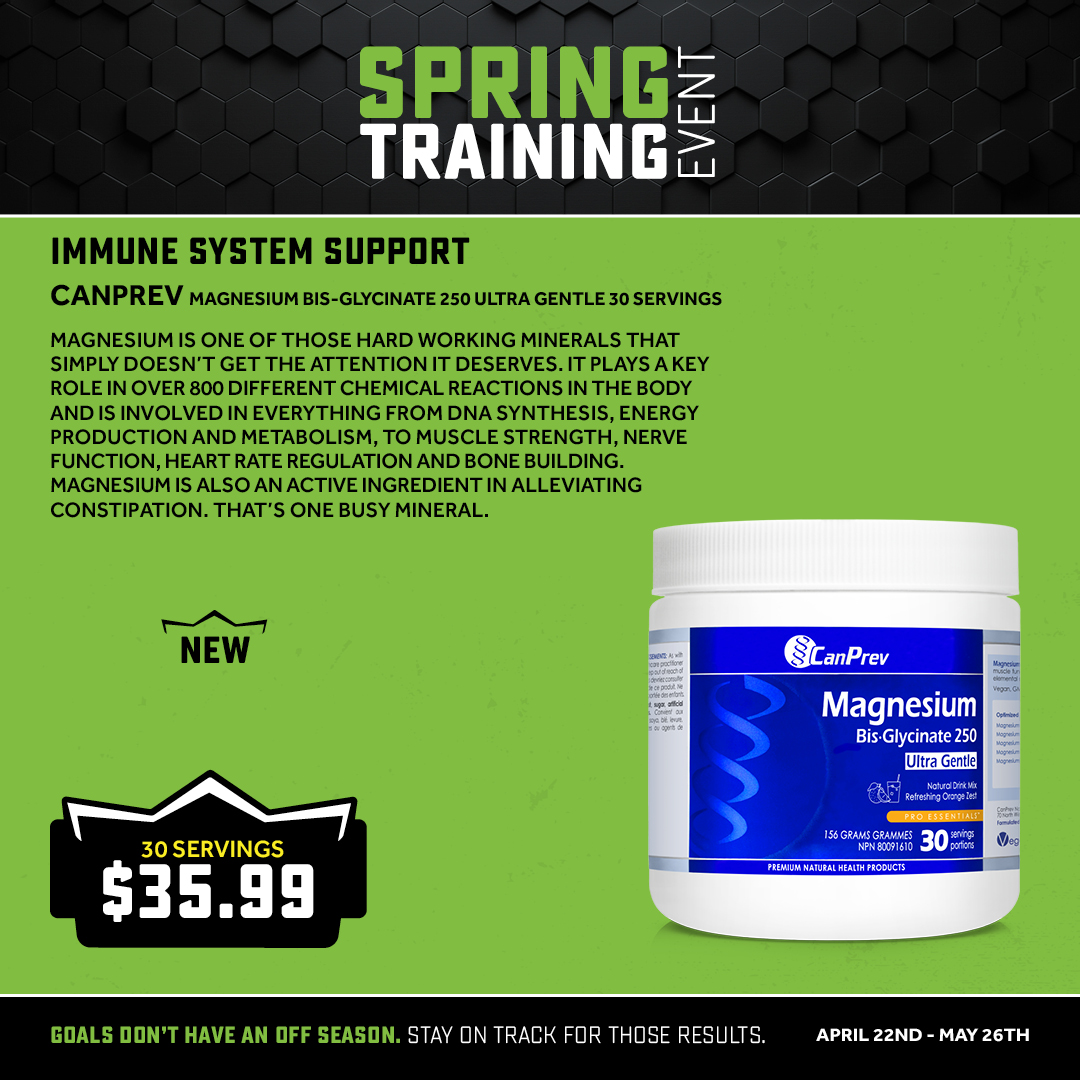 SPRING
TRAINING
EVENT
IMMUNE SYSTEM SUPPORT
CANPREV MAGNESIUM BIS-GLYCINATE 250 ULTRA GENTLE 30 SERVINGS
MAGNESIUM IS ONE OF THOSE HARD WORKING MINERALS THAT
SIMPLY DOESN'T GET THE ATTENTION IT DESERVES. IT PLAYS A KEY
ROLE IN OVER 800 DIFFERENT CHEMICAL REACTIONS IN THE BODY
AND IS INVOLVED IN EVERYTHING FROM DNA SYNTHESIS, ENERGY
PRODUCTION AND METABOLISM, TO MUSCLE STRENGTH, NERVE
FUNCTION, HEART RATE REGULATION AND BONE BUILDING.
MAGNESIUM IS ALSO AN ACTIVE INGREDIENT IN ALLEVIATING
CONSTIPATION. THAT'S ONE BUSY MINERAL.
NEW
30 SERVINGS
$35.99
CanPrev
Magnesium
Bis·Glycinate 250
Ultra Gentle
Natural Drink Mix
Refreshing Orange Zest
PRO ESSENTIALS
156 GRAMS GRAMMES
NPN 80091610
30 servings
portions
PREMIUM NATURAL HEALTH PRODUCTS
GOALS DON'T HAVE AN OFF SEASON. STAY ON TRACK FOR THOSE RESULTS.
APRIL 22ND - MAY 26TH